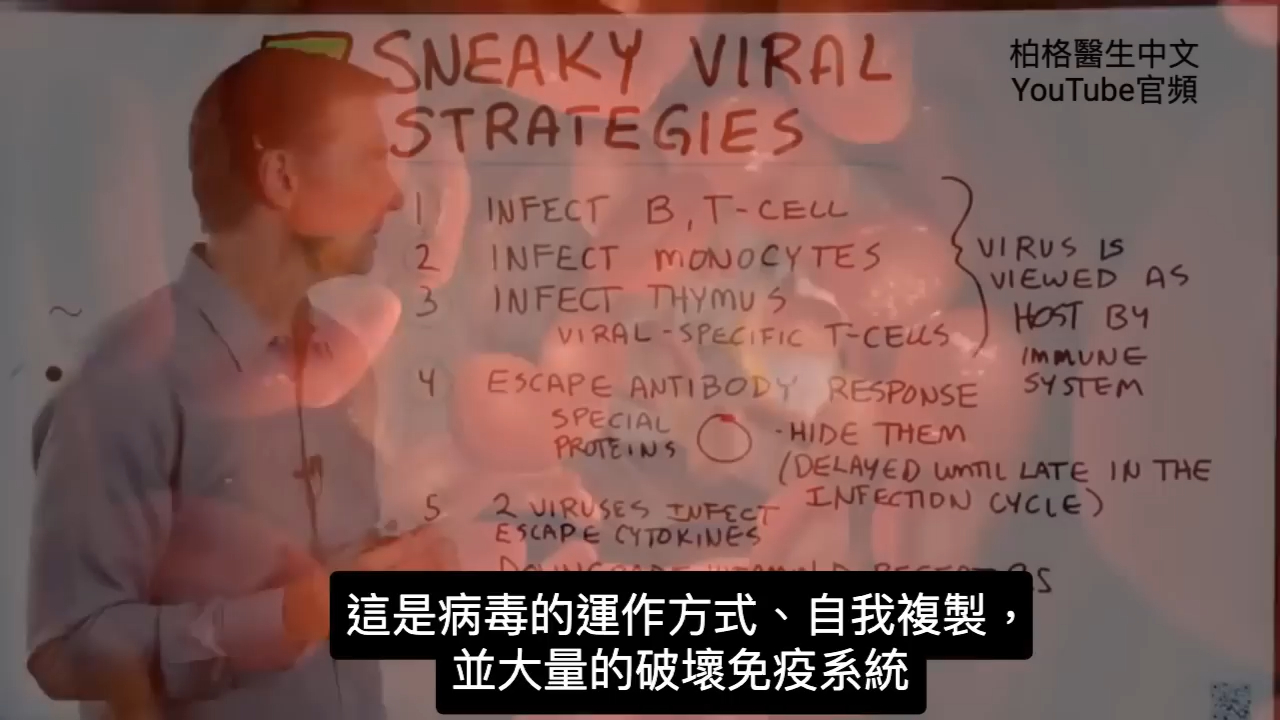 SNEAKY VIRAL
STRATEGIES
柏格醫生中文
YouTube官頻
1 INFECT B, T-CELL
2 INFECT MONOCYTES
3 INFECT THYMUS
VIRAL-SPECIFIC T-CELLS
VIRUS IS
VIEWED AS
HOST BY
IMMUNE
SYSTEM
4 ESCAPE ANTIBODY RESPONSE
SPECIAL
PROTEINS
-HIDE THEM
(DELAYED UNTIL LATE IN THE
INFECTION CYCLE)
5 2 VIRUSES INFECT
ESCAPE CYTOKINES
這是病毒的運作方式、自我複製，
並大量的破壞免疫系統